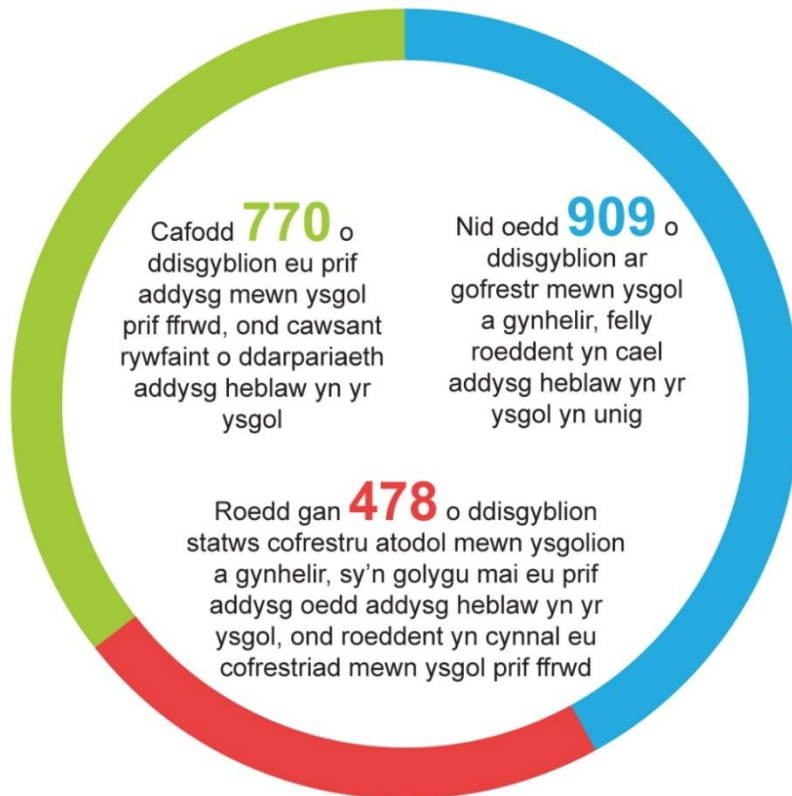 Cafodd 770 o
ddisgyblion eu prif
addysg mewn ysgol
prif ffrwd, ond cawsant
rywfaint o ddarpariaeth
addysg heblaw yn yr
ysgol
Nid oedd 909 o
ddisgyblion ar
gofrestr mewn ysgol
a gynhelir, felly
roeddent yn cael
addysg heblaw yn yr
ysgol yn unig
Roedd gan 478 o ddisgyblion
statws cofrestru atodol mewn ysgolion
a gynhelir, sy’n golygu mai eu prif
addysg oedd addysg heblaw yn yr
ysgol, ond roeddent yn cynnal eu
cofrestriad mewn ysgol prif ffrwd